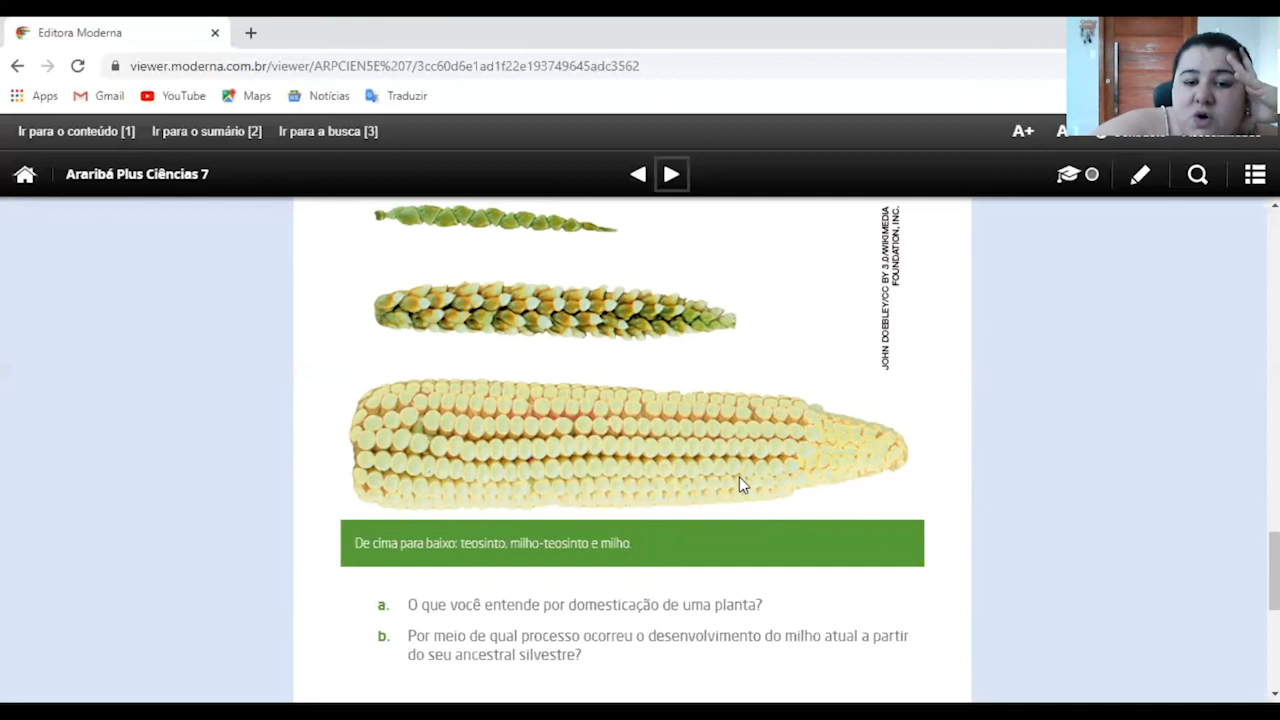 Editora Moderna
viewer.moderna.com.br/viewer/ARPCIEN5E%207/3cc60d6e1ad1f22e193749645adc3562
Apps Gmail YouTube Maps Notícias Traduzir
Ir para o conteúdo [1] Ir para o sumário [2] Ir para a busca [3] A+
Araribá Plus Ciências 7
JOHN DOEBLEY/CC BY 3.0/WIKIMEDIA
FOUNDATION, INC.
De cima para baixo: teosinto, milho-teosinto e milho.
a. O que você entende por domesticação de uma planta?
b. Por meio de qual processo ocorreu o desenvolvimento do milho atual a partir
do seu ancestral silvestre?